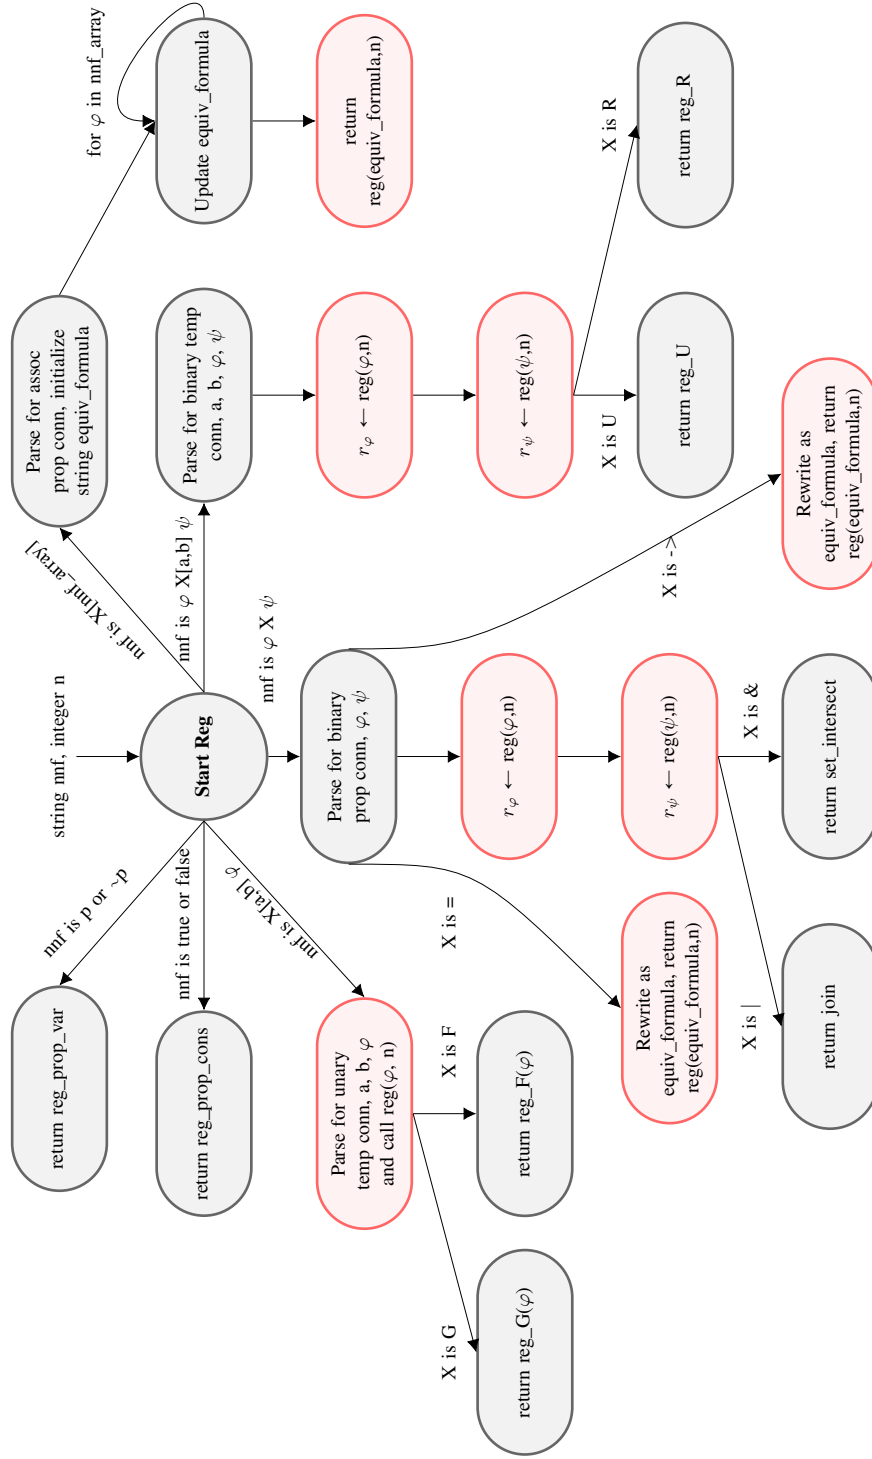 string nnf, integer n
Start Reg
nnf is p or ~p
return reg_prop_var
nnf is true or false
return reg_prop_cons
nnf is X[a,b] φ
Parse for unary
temp conn, a, b, φ
and call reg(φ, n)
X is G
return reg_G(φ)
X is F
return reg_F(φ)
nnf is φ X ψ
Parse for binary
prop conn, φ, ψ
X is =
Rewrite as
equiv_formula, return
reg(equiv_formula,n)
r_φ ← reg(φ,n)
r_ψ ← reg(ψ,n)
X is |
return join
X is &
return set_intersect
X is ->
Rewrite as
equiv_formula, return
reg(equiv_formula,n)
nnf is φ X[a,b] ψ
Parse for binary temp
conn, a, b, φ, ψ
r_φ ← reg(φ,n)
r_ψ ← reg(ψ,n)
X is U
return reg_U
X is R
return reg_R
nnf is X[nnf_array]
Parse for assoc
prop conn, initialize
string equiv_formula
for φ in nnf_array
Update equiv_formula
return
reg(equiv_formula,n)